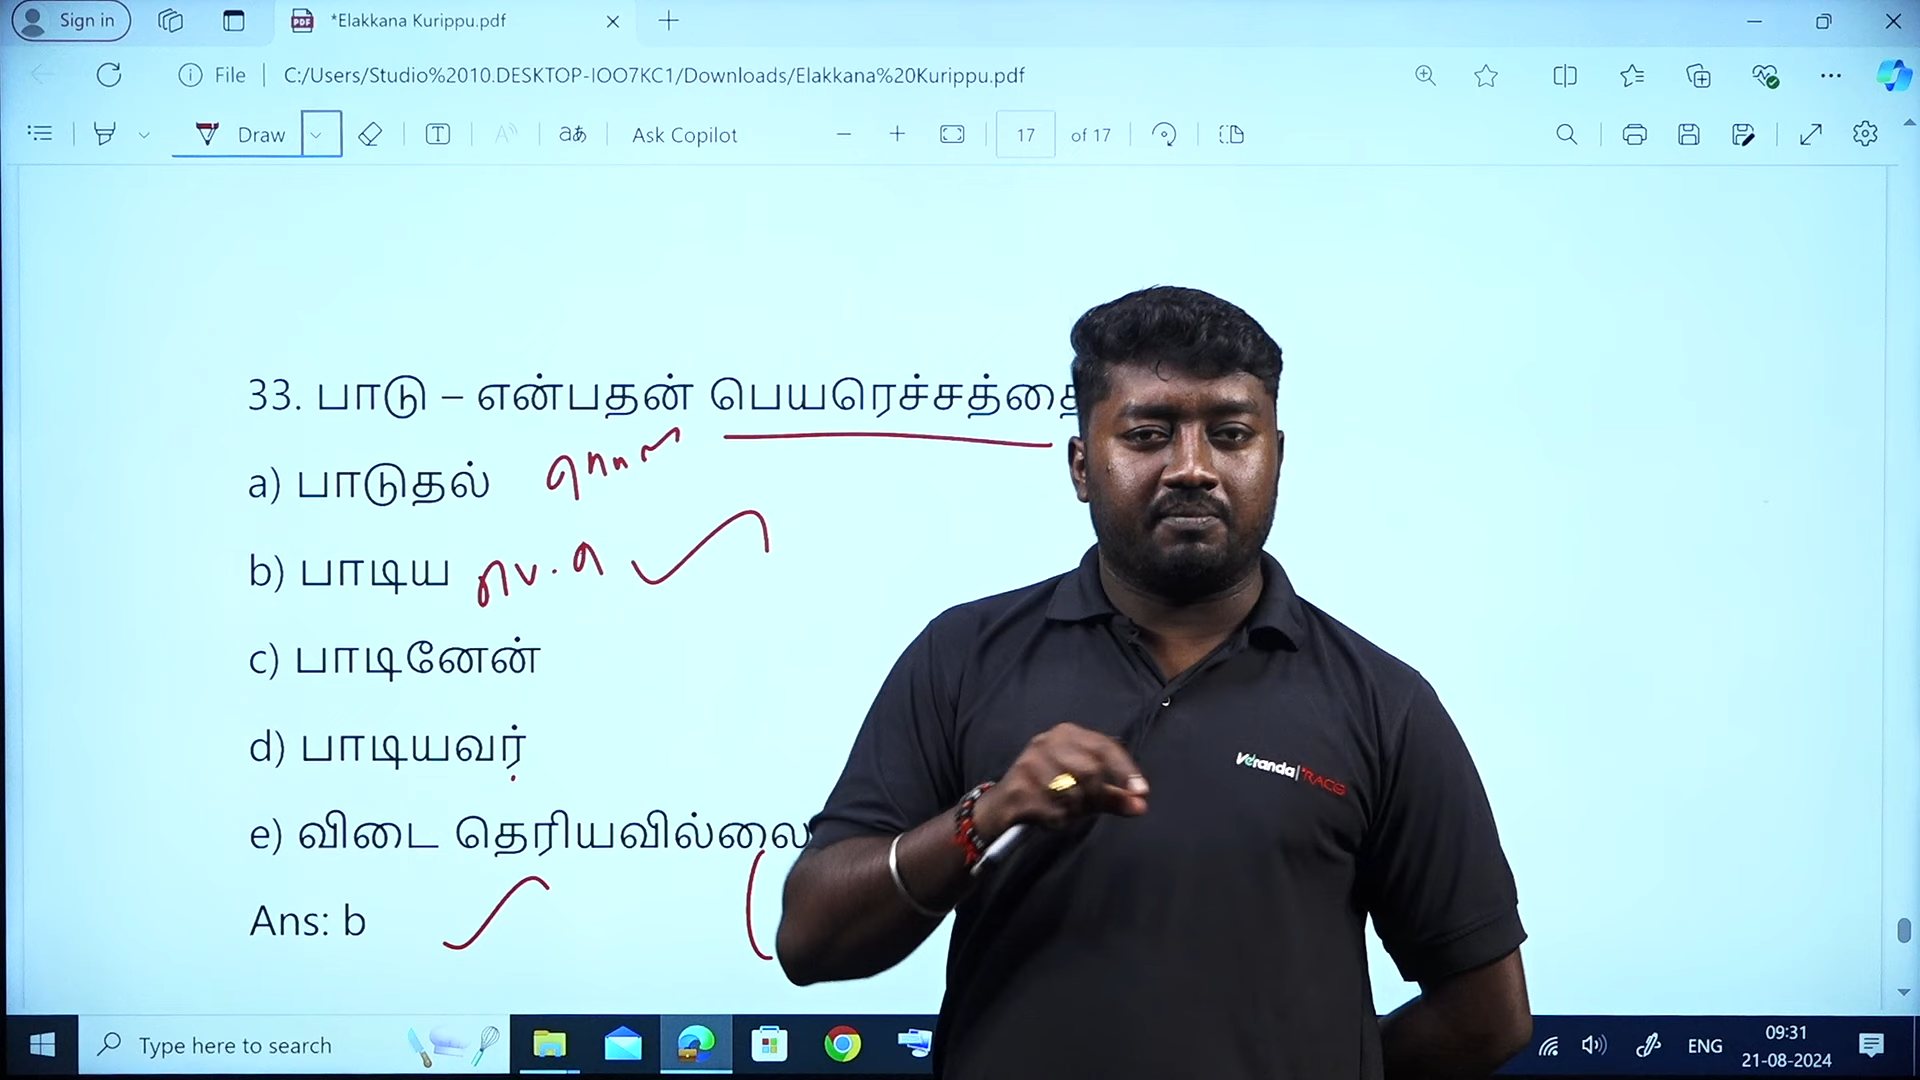 Sign in
*Elakkana Kurippu.pdf
File
C:/Users/Studio%2010.DESKTOP-IOO7KC1/Downloads/Elakkana%20Kurippu.pdf
Draw
aあ
Ask Copilot
17 of 17
33. பாடு – என்பதன் பெயரெச்சத்தை
a) பாடுதல்
b) பாடிய
c) பாடினேன்
d) பாடியவர்
e) விடை தெரியவில்லை
Ans: b
Veranda RACE
Type here to search
ENG
09:31
21-08-2024